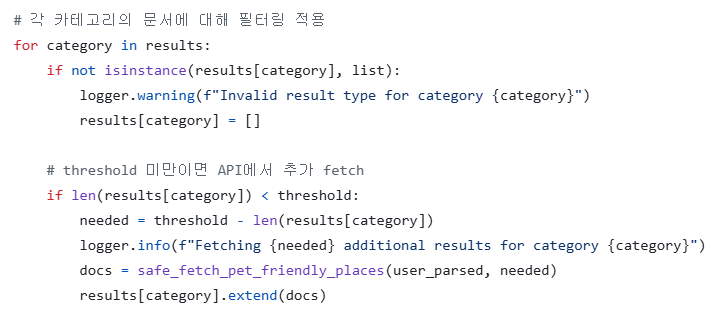 # 각 카테고리의 문서에 대해 필터링 적용
for category in results:
    if not isinstance(results[category], list):
        logger.warning(f"Invalid result type for category {category}")
        results[category] = []

    # threshold 미만이면 API에서 추가 fetch
    if len(results[category]) < threshold:
        needed = threshold - len(results[category])
        logger.info(f"Fetching {needed} additional results for category {category}")
        docs = safe_fetch_pet_friendly_places(user_parsed, needed)
        results[category].extend(docs)